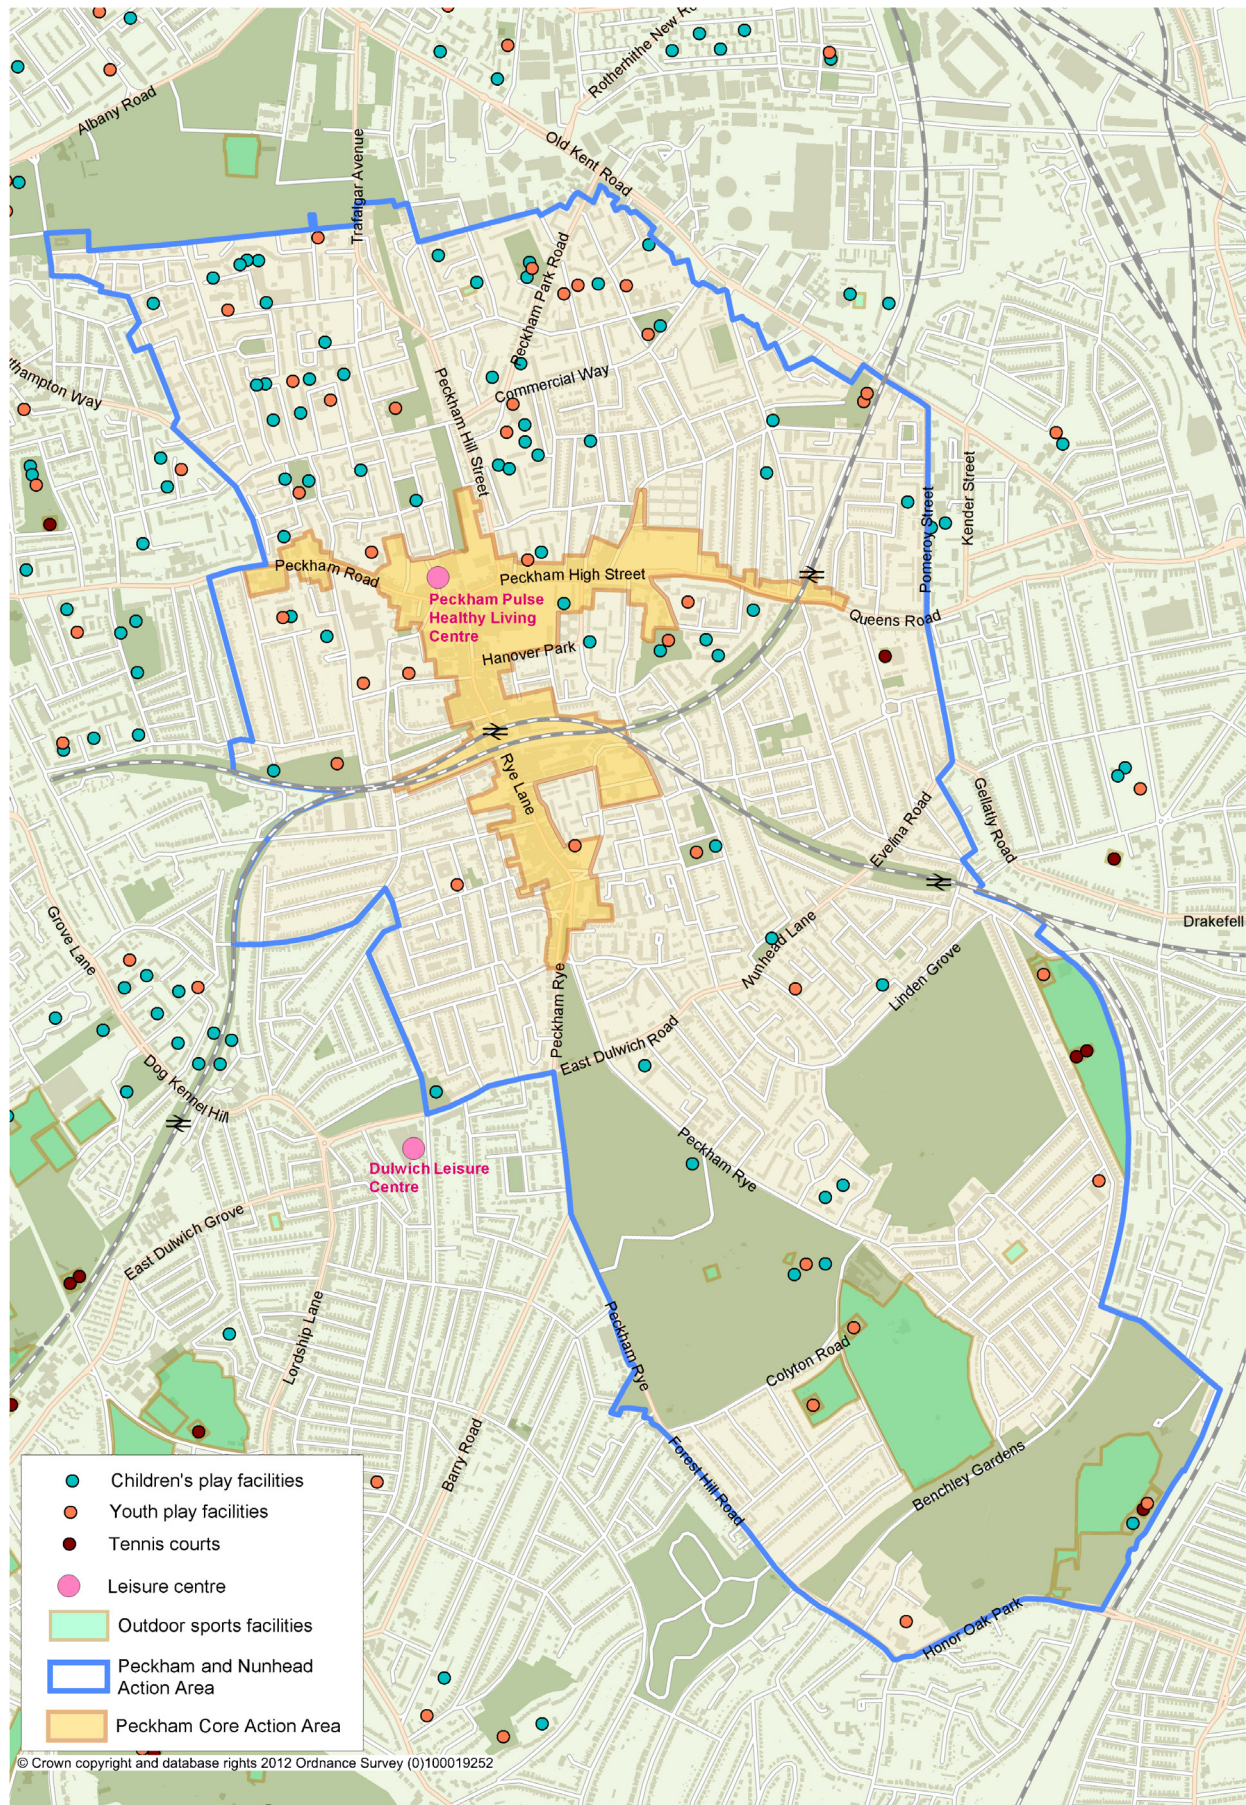 Rotherhithe New Ro
Albany Road
Old Kent Road
Trafalgar Avenue
Peckham Park Road
thampton Way
Commercial Way
Peckham Hill Street
Kender Street
Pomeroy Street
Peckham Road
Peckham High Street
Peckham Pulse
Healthy Living
Centre
Queens Road
Hanover Park
Rye Lane
Gellatly Road
Evelina Road
Grove Lane
Drakefell
Nunhead Lane
Linden Grove
Peckham Rye
East Dulwich Road
Dog Kennel Hill
Peckham Rye
Dulwich Leisure
Centre
East Dulwich Grove
Lordship Lane
Peckham Rye
Colyton Road
Barry Road
Forest Hill Road
Benchley Gardens
Honor Oak Park
Children's play facilities
Youth play facilities
Tennis courts
Leisure centre
Outdoor sports facilities
Peckham and Nunhead
Action Area
Peckham Core Action Area
© Crown copyright and database rights 2012 Ordnance Survey (0)100019252